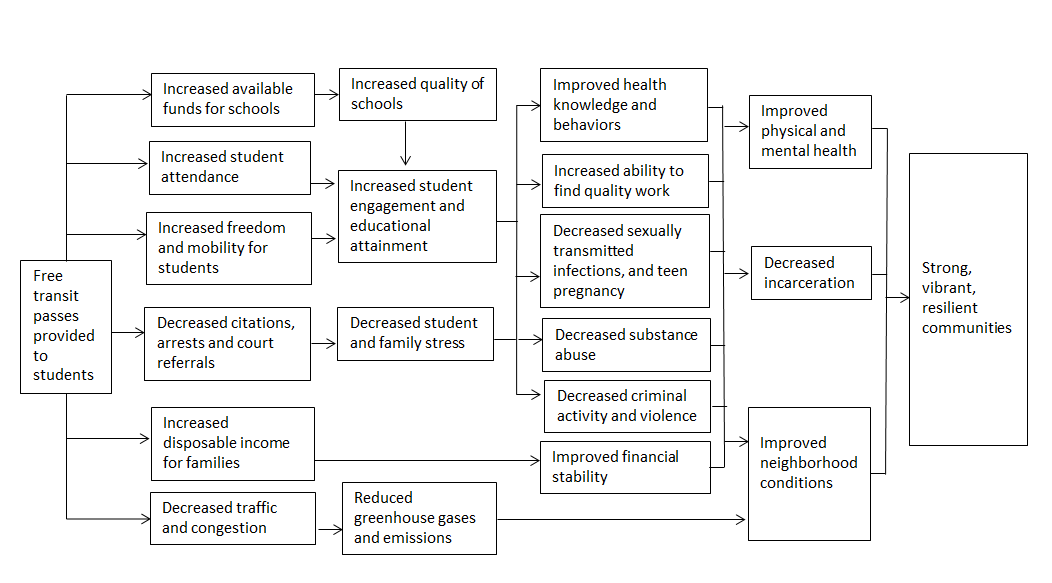 Free
transit
passes
provided
to
students
Increased available
funds for schools
Increased student
attendance
Increased freedom
and mobility for
students
Decreased citations,
arrests and court
referrals
Increased
disposable income
for families
Decreased traffic
and congestion
Increased quality of
schools
Increased student
engagement and
educational
attainment
Decreased student
and family stress
Reduced
greenhouse gases
and emissions
Improved health
knowledge and
behaviors
Increased ability to
find quality work
Decreased sexually
transmitted
infections, and teen
pregnancy
Decreased substance
abuse
Decreased criminal
activity and violence
Improved financial
stability
Improved
physical and
mental health
Decreased
incarceration
Improved
neighborhood
conditions
Strong,
vibrant,
resilient
communities